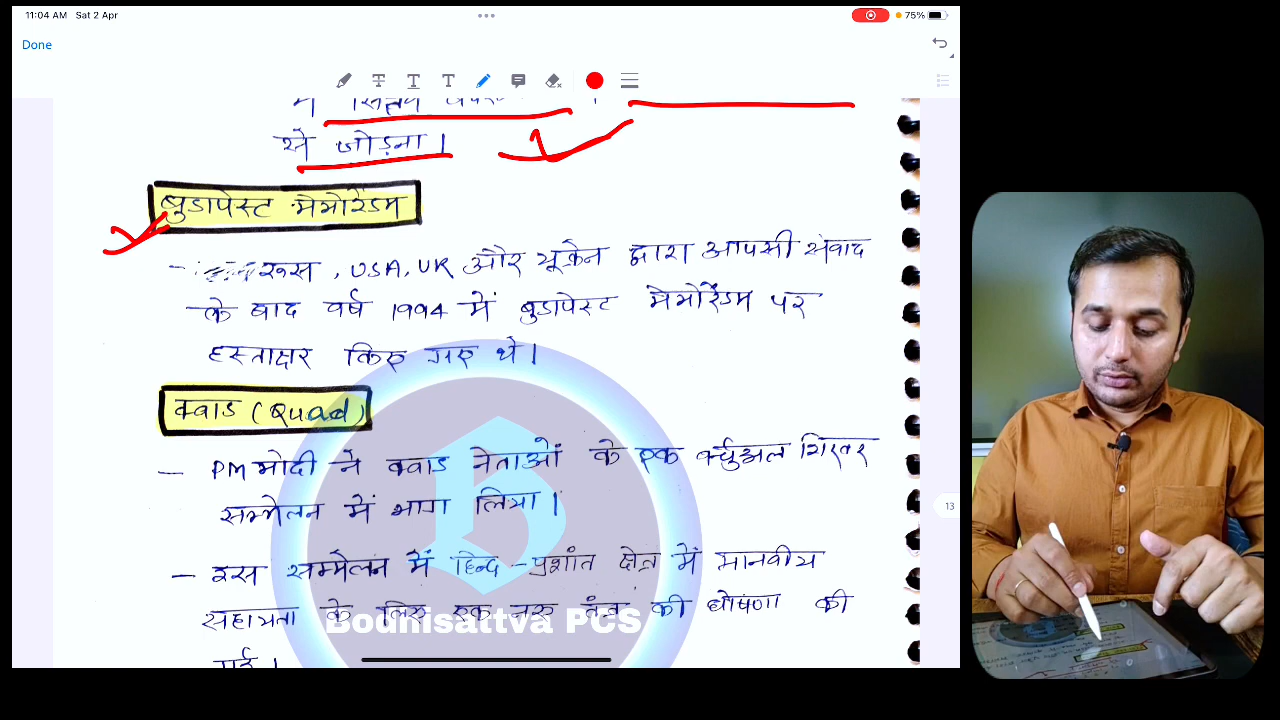 11:04 AM Sat 2 Apr
75%
Done
में
से जोड़ना।
बुडापेस्ट मेमोरेंडम
- रूस, USA, UK और यूक्रेन द्वारा आपसी संवाद
के बाद वर्ष 1994 में बुडापेस्ट मेमोरेंडम पर
हस्ताक्षर किए गए थे।
क्वाड (Quad)
- PM मोदी ने क्वाड नेताओं के एक वर्चुअल शिखर
सम्मेलन में भाग लिया।
13
- इस सम्मेलन में हिन्द-प्रशांत क्षेत्र में मानवीय
सहायता के लिए एक नए तंत्र की घोषणा की
गई।
Bodhisattva PCS